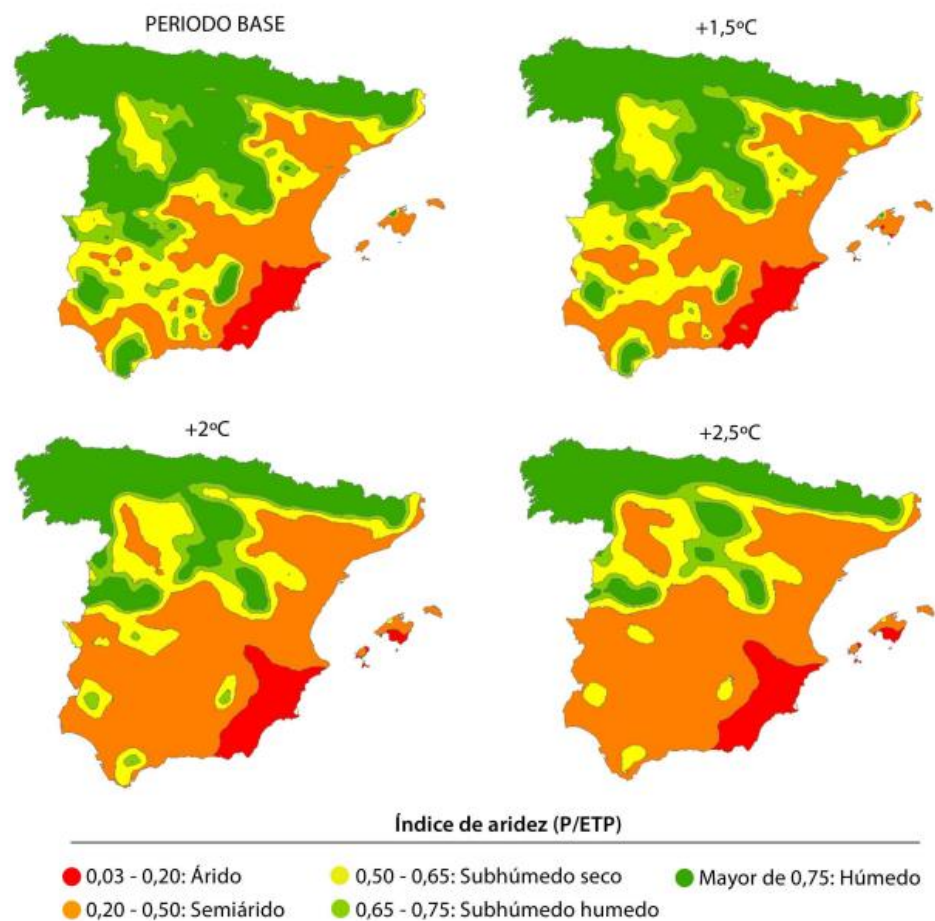 PERIODO BASE
+1,5ºC
+2ºC
+2,5ºC
Índice de aridez (P/ETP)
0,03 - 0,20: Árido
0,50 - 0,65: Subhúmedo seco
Mayor de 0,75: Húmedo
0,20 - 0,50: Semiárido
0,65 - 0,75: Subhúmedo humedo